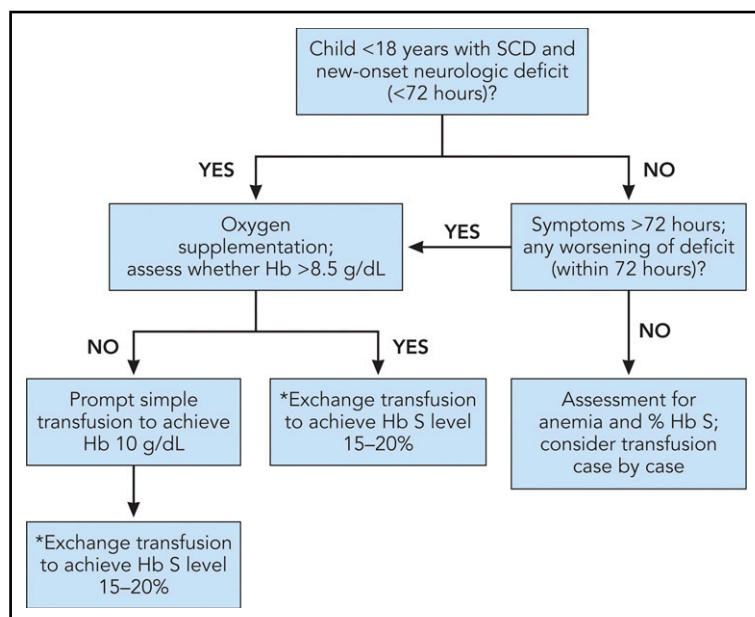 Child <18 years with SCD and
new-onset neurologic deficit
(<72 hours)?
YES
NO
Oxygen
supplementation;
assess whether Hb >8.5 g/dL
YES
Symptoms >72 hours;
any worsening of deficit
(within 72 hours)?
NO
YES
NO
Prompt simple
transfusion to achieve
Hb 10 g/dL
*Exchange transfusion
to achieve Hb S level
15–20%
Assessment for
anemia and % Hb S;
consider transfusion
case by case
*Exchange transfusion
to achieve Hb S level
15–20%